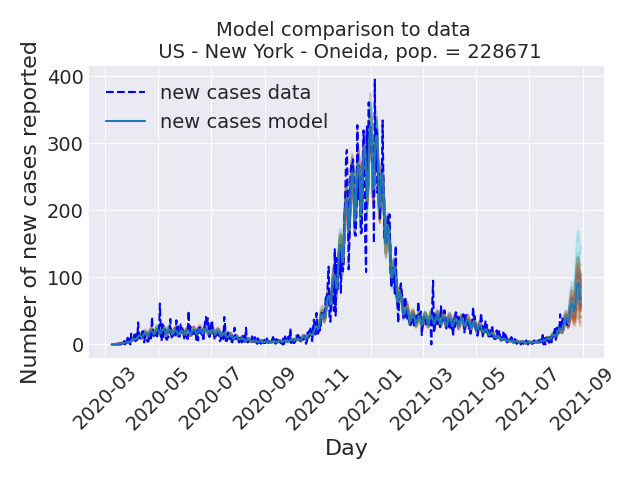 Model comparison to data
US - New York - Oneida, pop. = 228671
Number of new cases reported
400
300
200
100
0
new cases data
new cases model
2020-03
2020-05
2020-07
2020-09
2020-11
2021-01
2021-03
2021-05
2021-07
2021-09
Day